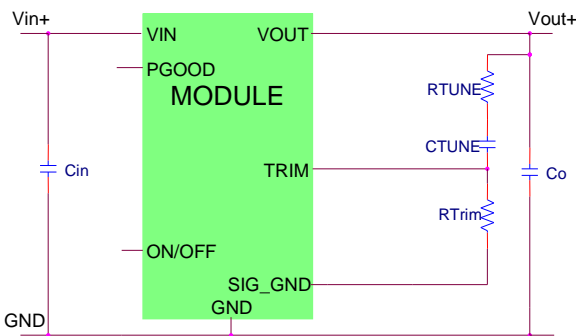 Vin+
Vout+
VIN
VOUT
PGOOD
RTUNE
MODULE
CTUNE
TRIM
Cin
Co
RTrim
ON/OFF
SIG_GND
GND
GND